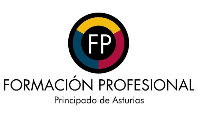 FP
FORMACIÓN PROFESIONAL
Principado de Asturias